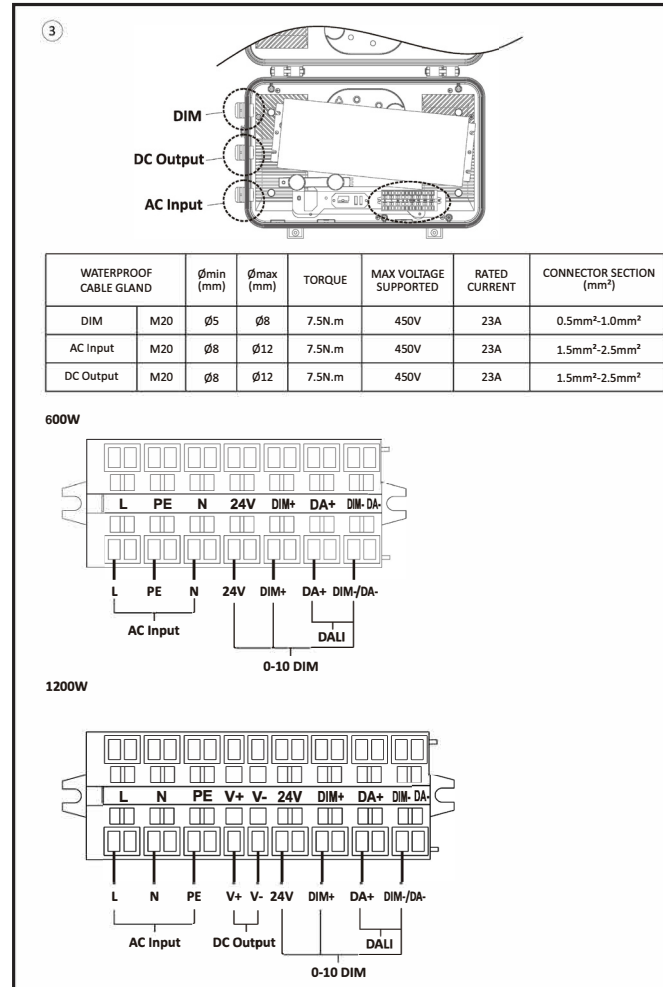 3
DIM
DC Output
AC Input
WATERPROOF CABLE GLAND Ømin (mm) Ømax (mm) TORQUE MAX VOLTAGE SUPPORTED RATED CURRENT CONNECTOR SECTION (mm²)
DIM M20 Ø5 Ø8 7.5N.m 450V 23A 0.5mm²-1.0mm²
AC Input M20 Ø8 Ø12 7.5N.m 450V 23A 1.5mm²-2.5mm²
DC Output M20 Ø8 Ø12 7.5N.m 450V 23A 1.5mm²-2.5mm²
600W
L PE N 24V DIM+ DA+ DIM- DA-
L PE N 24V DIM+ DA+ DIM-/DA-
AC Input
DALI
0-10 DIM
1200W
L N PE V+ V- 24V DIM+ DA+ DIM- DA-
L N PE V+ V- 24V DIM+ DA+ DIM-/DA-
AC Input DC Output DALI
0-10 DIM